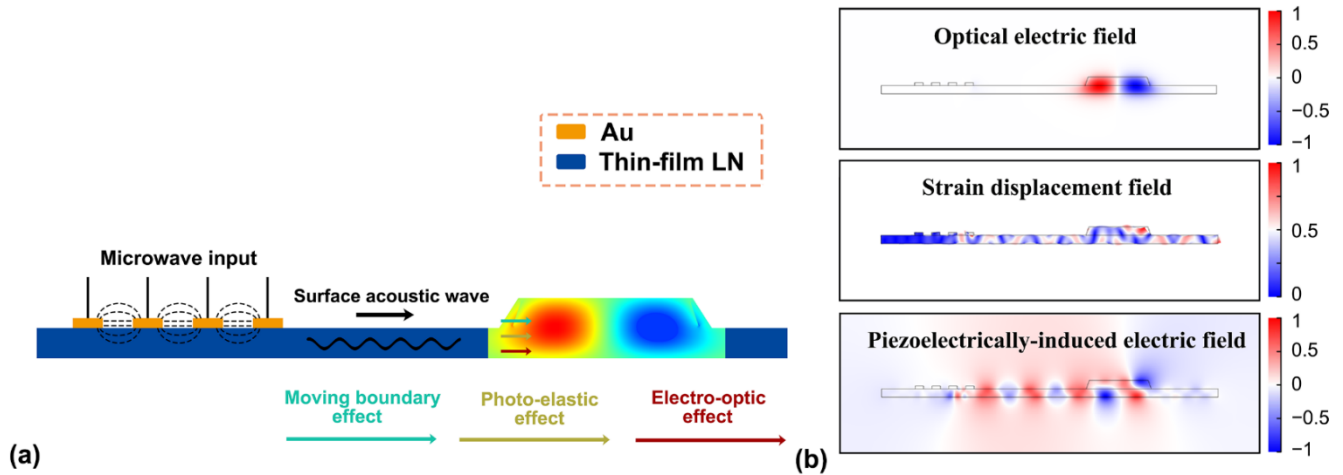 Au
Thin-film LN
Microwave input
Surface acoustic wave
Moving boundary
effect
Photo-elastic
effect
Electro-optic
effect
(a)
Optical electric field
1
0.5
0
−0.5
−1
Strain displacement field
1
0.5
0
Piezoelectrically-induced electric field
1
0.5
0
−0.5
−1
(b)